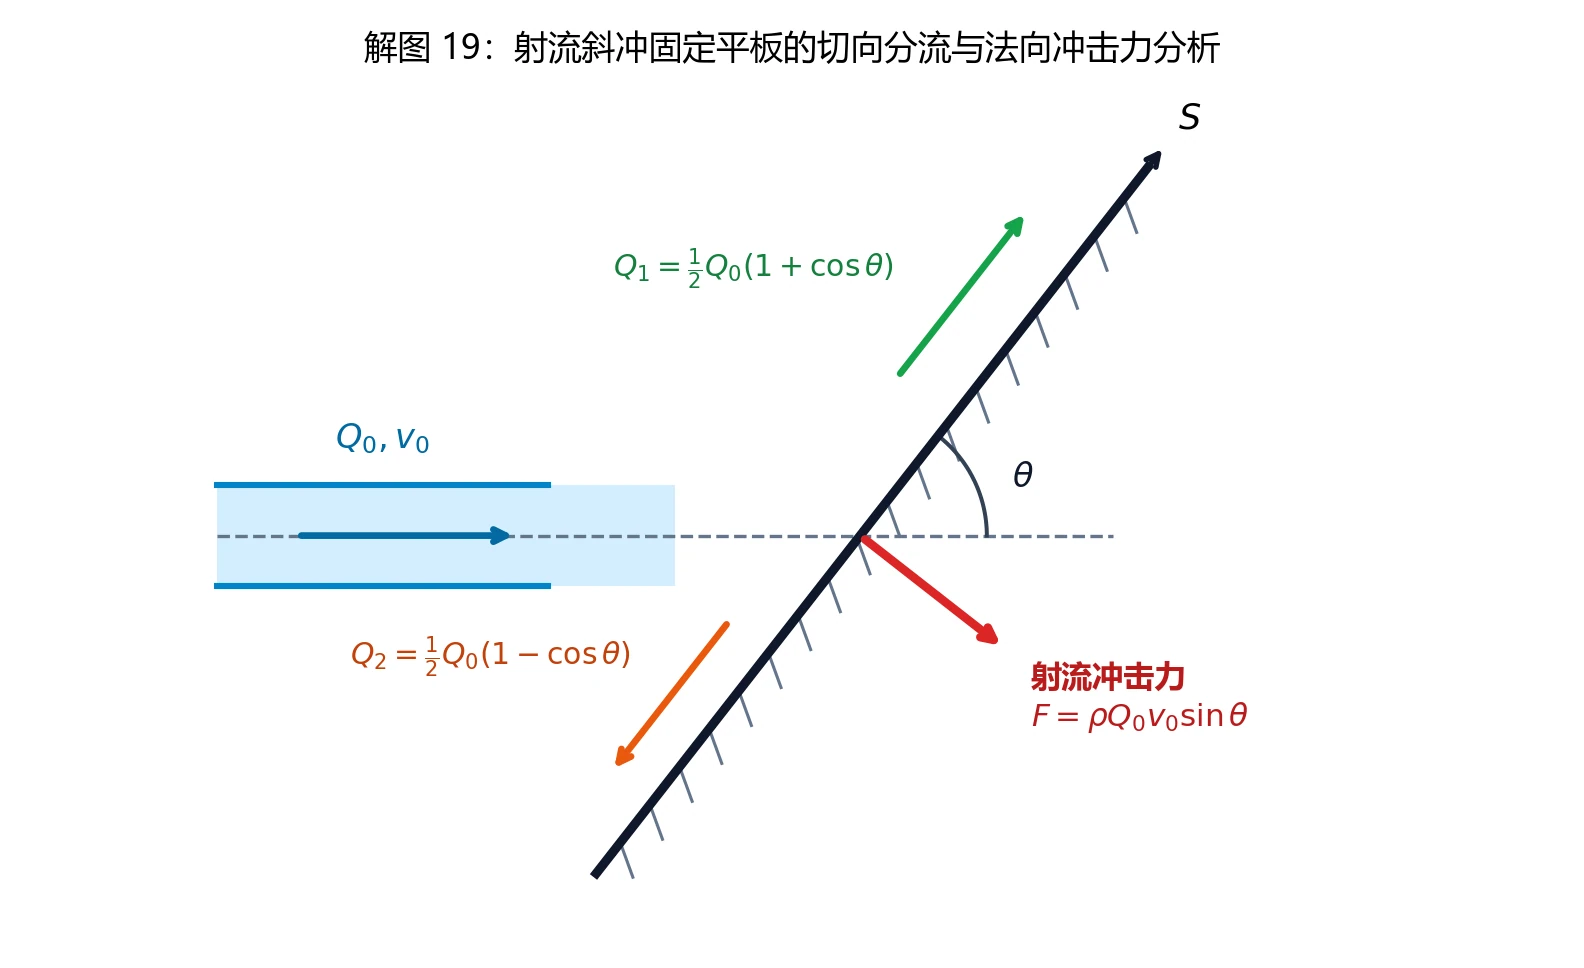 解图 19：射流斜冲固定平板的切向分流与法向冲击力分析
S
Q₁ = ½Q₀(1 + cos θ)
Q₀, v₀
θ
Q₂ = ½Q₀(1 − cos θ)
射流冲击力
F = ρQ₀v₀sin θ